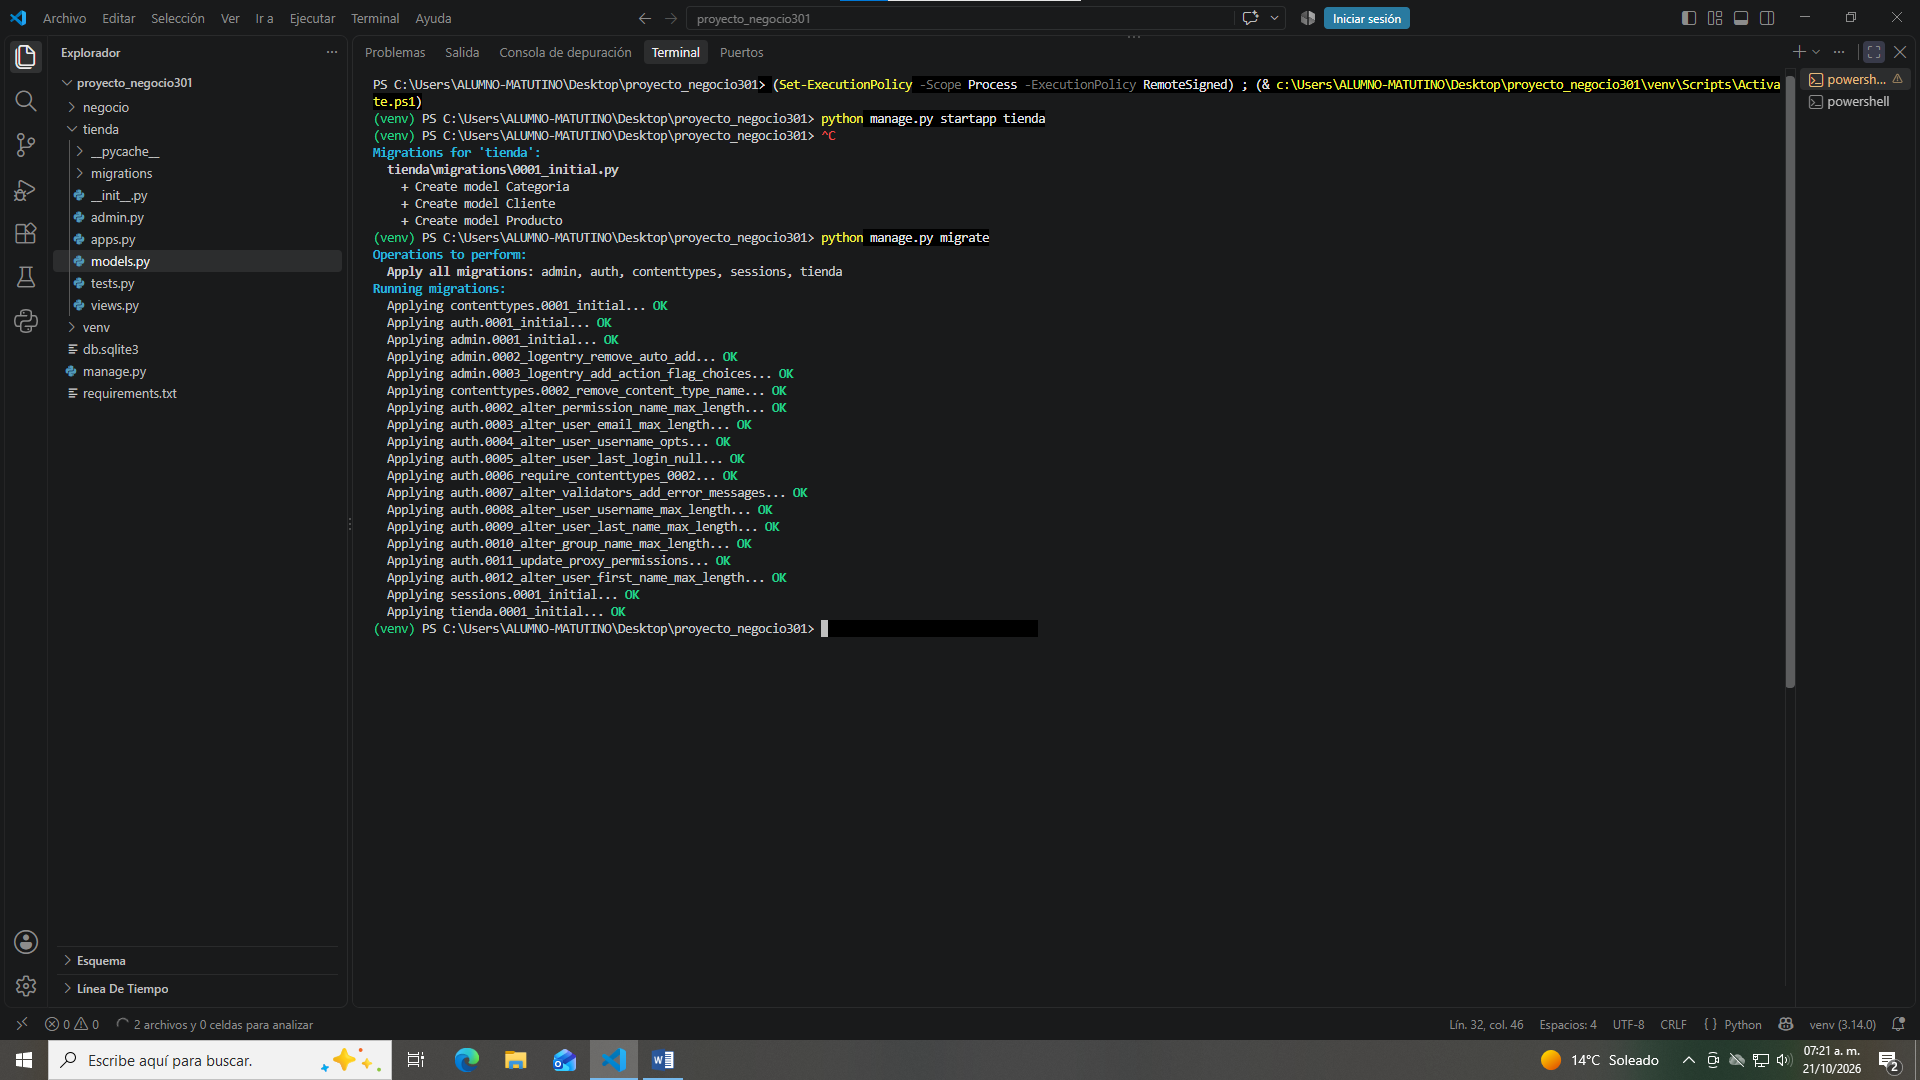 Archivo Editar Selección Ver Ir a Ejecutar Terminal Ayuda
proyecto_negocio301
Iniciar sesión
Explorador
Problemas Salida Consola de depuración Terminal Puertos
proyecto_negocio301
negocio
tienda
__pycache__
migrations
__init__.py
admin.py
apps.py
models.py
tests.py
views.py
venv
db.sqlite3
manage.py
requirements.txt
Esquema
Línea De Tiempo
PS C:\Users\ALUMNO-MATUTINO\Desktop\proyecto_negocio301> (Set-ExecutionPolicy -Scope Process -ExecutionPolicy RemoteSigned) ; (& c:\Users\ALUMNO-MATUTINO\Desktop\proyecto_negocio301\venv\Scripts\Activa
te.ps1)
(venv) PS C:\Users\ALUMNO-MATUTINO\Desktop\proyecto_negocio301> python manage.py startapp tienda
(venv) PS C:\Users\ALUMNO-MATUTINO\Desktop\proyecto_negocio301> ^C
Migrations for 'tienda':
tienda\migrations\0001_initial.py
+ Create model Categoria
+ Create model Cliente
+ Create model Producto
(venv) PS C:\Users\ALUMNO-MATUTINO\Desktop\proyecto_negocio301> python manage.py migrate
Operations to perform:
Apply all migrations: admin, auth, contenttypes, sessions, tienda
Running migrations:
Applying contenttypes.0001_initial... OK
Applying auth.0001_initial... OK
Applying admin.0001_initial... OK
Applying admin.0002_logentry_remove_auto_add... OK
Applying admin.0003_logentry_add_action_flag_choices... OK
Applying contenttypes.0002_remove_content_type_name... OK
Applying auth.0002_alter_permission_name_max_length... OK
Applying auth.0003_alter_user_email_max_length... OK
Applying auth.0004_alter_user_username_opts... OK
Applying auth.0005_alter_user_last_login_null... OK
Applying auth.0006_require_contenttypes_0002... OK
Applying auth.0007_alter_validators_add_error_messages... OK
Applying auth.0008_alter_user_username_max_length... OK
Applying auth.0009_alter_user_last_name_max_length... OK
Applying auth.0010_alter_group_name_max_length... OK
Applying auth.0011_update_proxy_permissions... OK
Applying auth.0012_alter_user_first_name_max_length... OK
Applying sessions.0001_initial... OK
Applying tienda.0001_initial... OK
(venv) PS C:\Users\ALUMNO-MATUTINO\Desktop\proyecto_negocio301>
powersh...
powershell
0 0 2 archivos y 0 celdas para analizar
Lín. 32, col. 46 Espacios: 4 UTF-8 CRLF { } Python venv (3.14.0)
Escribe aquí para buscar.
14°C Soleado
07:21 a. m.
21/10/2026
2